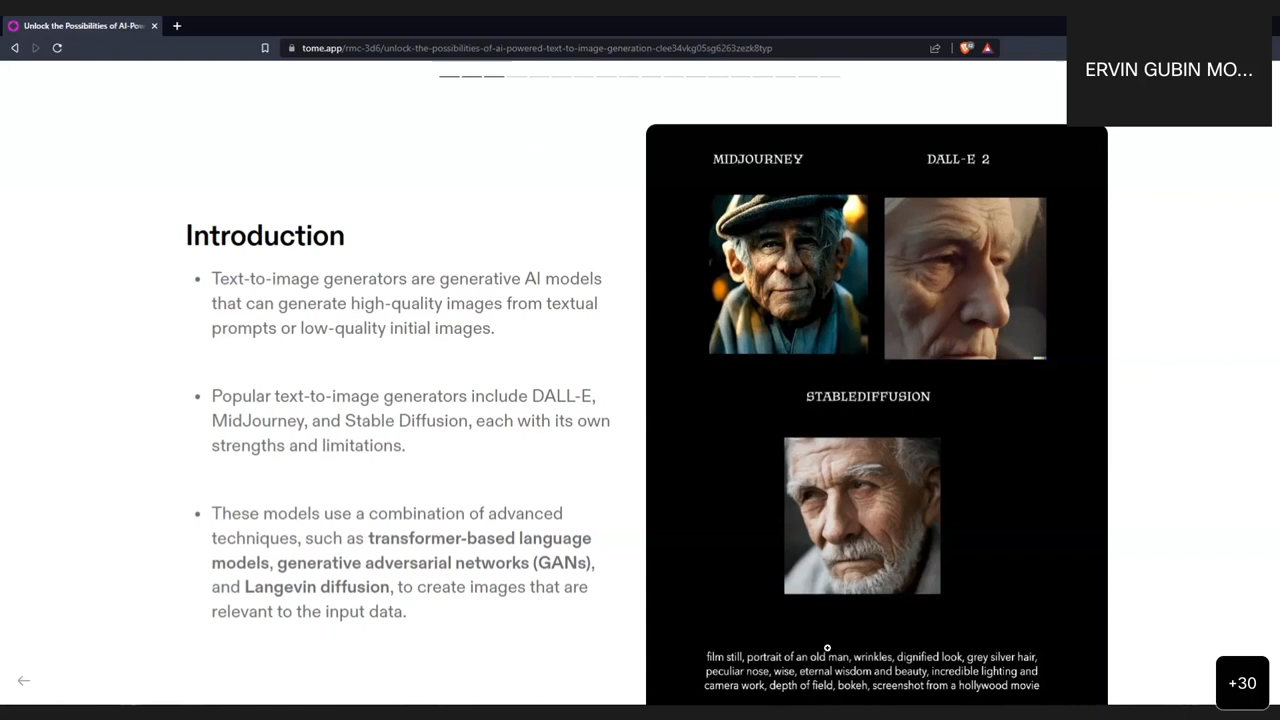 Unlock the Possibilities of AI-Pow
tome.app/rmc-3d6/unlock-the-possibilities-of-ai-powered-text-to-image-generation-clee34vkg05sg6263zezk8typ
ERVIN GUBIN MO...
Introduction
• Text-to-image generators are generative AI models
that can generate high-quality images from textual
prompts or low-quality initial images.
• Popular text-to-image generators include DALL-E,
MidJourney, and Stable Diffusion, each with its own
strengths and limitations.
• These models use a combination of advanced
techniques, such as transformer-based language
models, generative adversarial networks (GANs),
and Langevin diffusion, to create images that are
relevant to the input data.
MIDJOURNEY
DALL-E 2
STABLEDIFFUSION
film still, portrait of an old man, wrinkles, dignified look, grey silver hair,
peculiar nose, wise, eternal wisdom and beauty, incredible lighting and
camera work, depth of field, bokeh, screenshot from a hollywood movie
+30